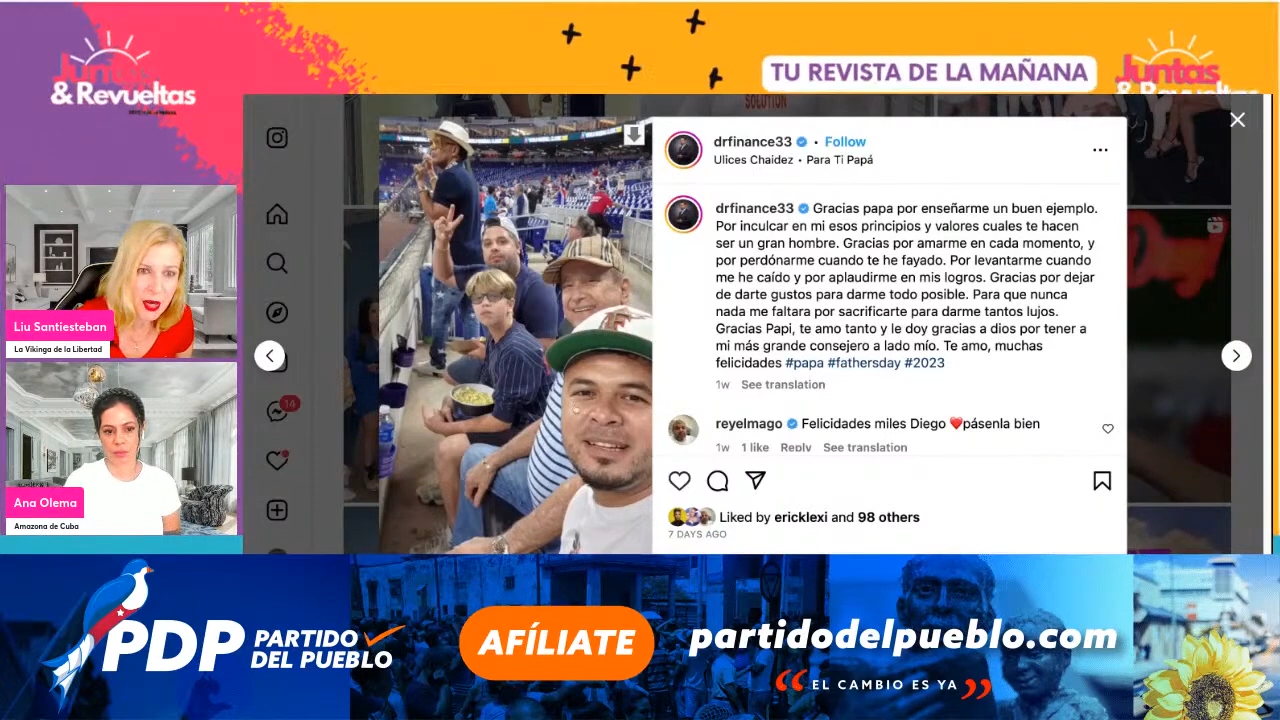 Juntas
& Revueltas
TU REVISTA DE LA MAÑANA
Juntas
& Revueltas
SOLUTION
drfinance33 • Follow
Ulices Chaidez • Para Ti Papá
drfinance33 Gracias papa por enseñarme un buen ejemplo.
Por inculcar en mi esos principios y valores cuales te hacen
ser un gran hombre. Gracias por amarme en cada momento, y
por perdónarme cuando te he fayado. Por levantarme cuando
me he caído y por aplaudirme en mis logros. Gracias por dejar
de darte gustos para darme todo posible. Para que nunca
nada me faltara por sacrificarte para darme tantos lujos.
Gracias Papi, te amo tanto y le doy gracias a dios por tener a
mi más grande consejero a lado mío. Te amo, muchas
felicidades #papa #fathersday #2023
1w See translation
reyelmago Felicidades miles Diego ❤️pásenla bien
1w 1 like Reply See translation
Liked by ericklexi and 98 others
7 DAYS AGO
14
Liu Santiesteban
La Vikinga de la Libertad
Ana Olema
Amazona de Cuba
PDP PARTIDO
DEL PUEBLO
AFÍLIATE
partidodelpueblo.com
“ EL CAMBIO ES YA ”